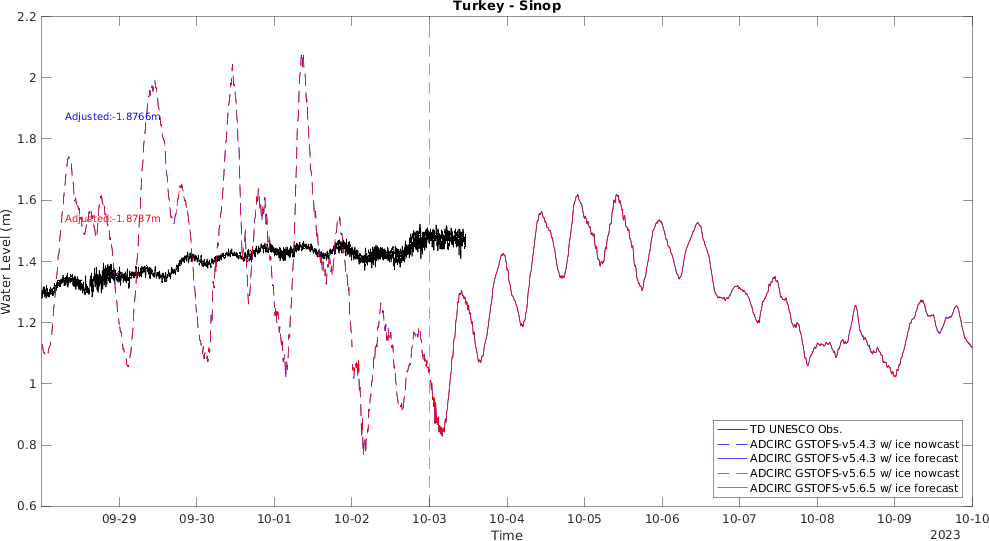 Turkey - Sinop
2.2
2
1.8
1.6
1.4
1.2
1
0.8
0.6
Water Level (m)
Adjusted:-1.8766m
Adjusted:-1.8737m
TD UNESCO Obs.
ADCIRC GSTOFS-v5.4.3 w/ ice nowcast
ADCIRC GSTOFS-v5.4.3 w/ ice forecast
ADCIRC GSTOFS-v5.6.5 w/ ice nowcast
ADCIRC GSTOFS-v5.6.5 w/ ice forecast
09-29 09-30 10-01 10-02 10-03 10-04 10-05 10-06 10-07 10-08 10-09 10-10
Time
2023